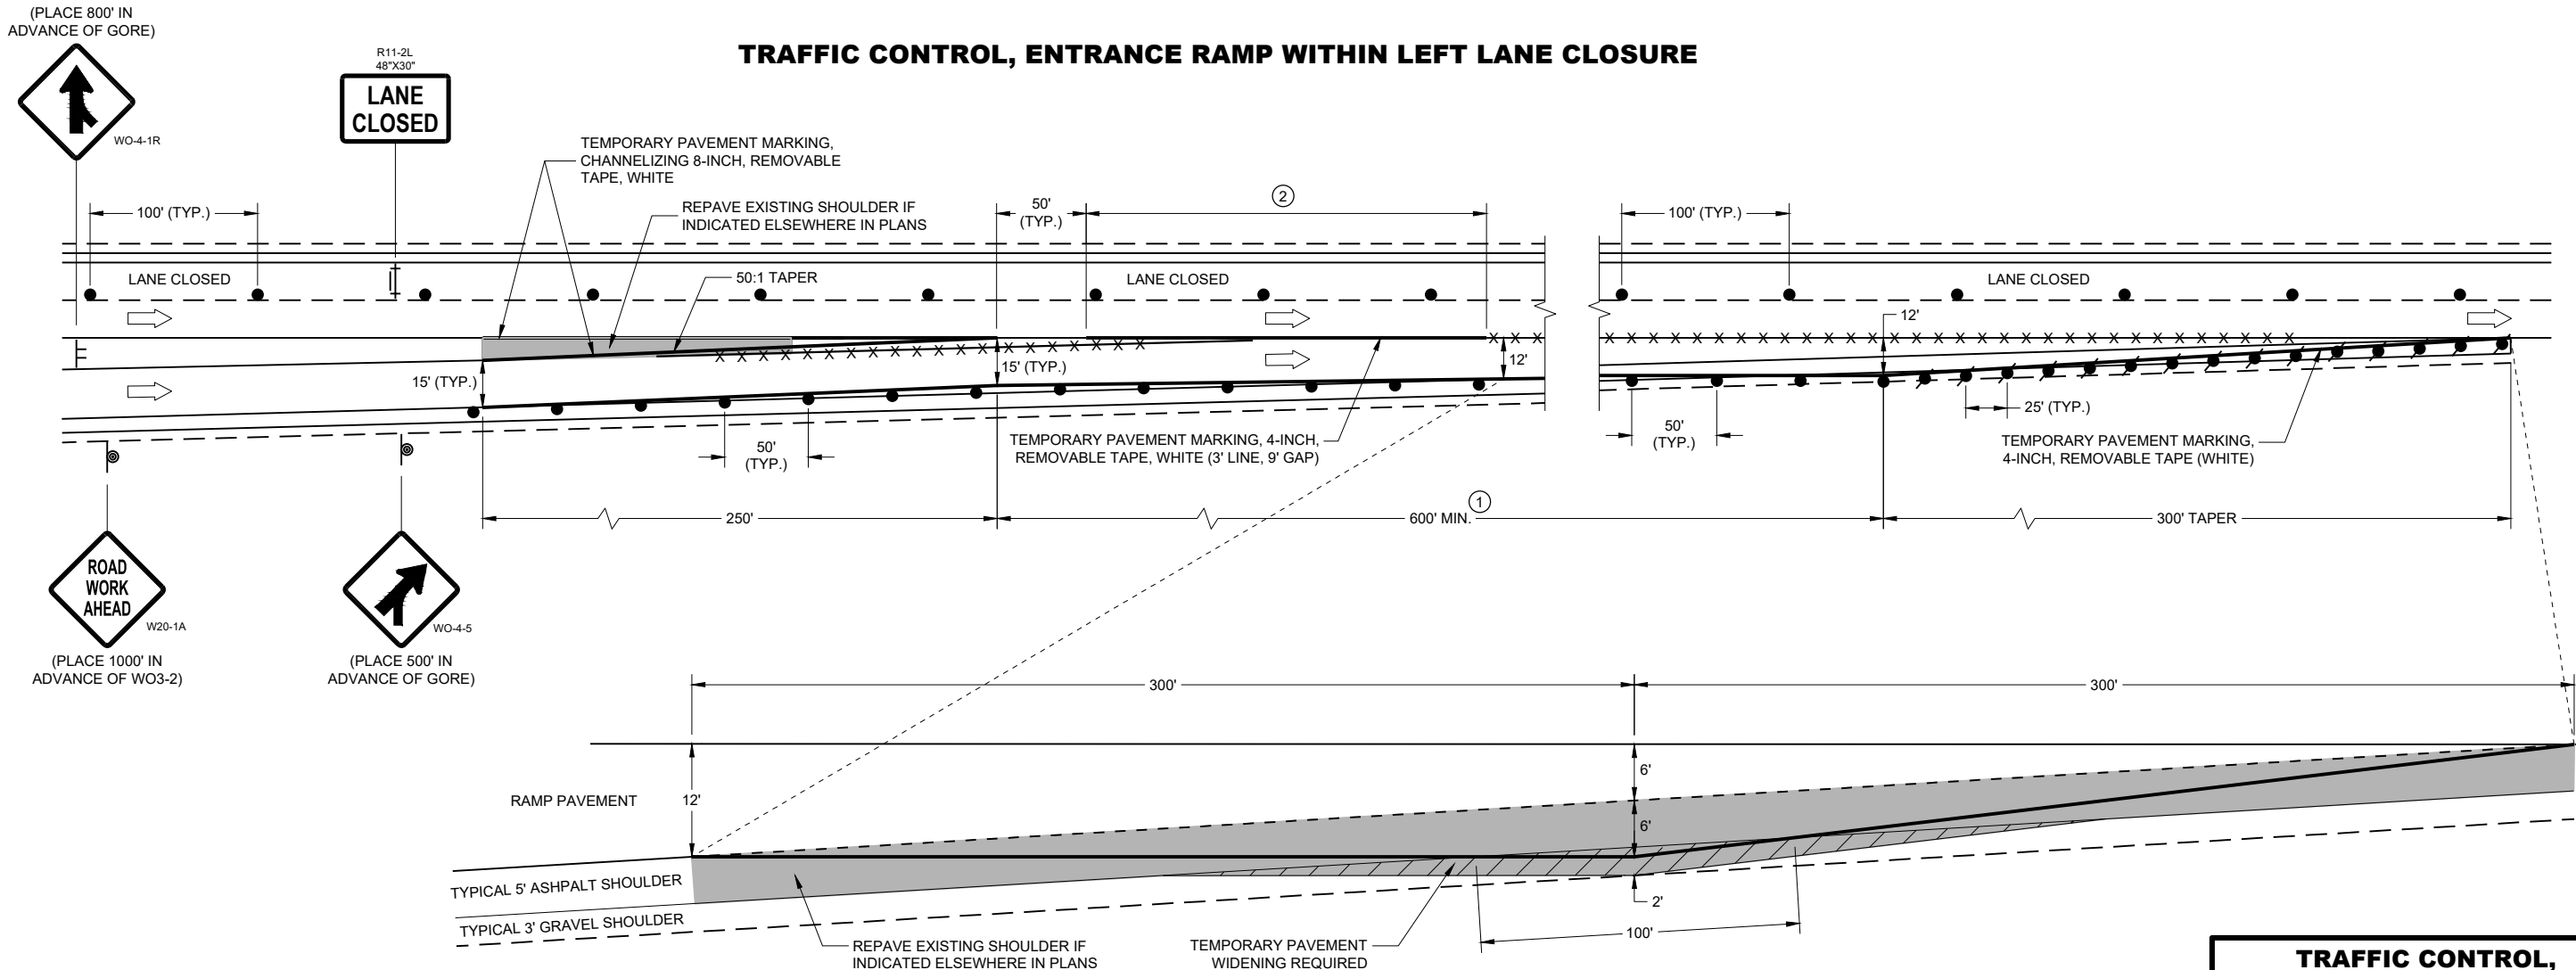 (PLACE 800' IN
ADVANCE OF GORE)
WO-4-1R
R11-2L
48"X30"
LANE
CLOSED
TRAFFIC CONTROL, ENTRANCE RAMP WITHIN LEFT LANE CLOSURE
TEMPORARY PAVEMENT MARKING,
CHANNELIZING 8-INCH, REMOVABLE
TAPE, WHITE
REPAVE EXISTING SHOULDER IF
INDICATED ELSEWHERE IN PLANS
50:1 TAPER
100' (TYP.)
50'
(TYP.)
2
100' (TYP.)
LANE CLOSED
LANE CLOSED
LANE CLOSED
15' (TYP.)
15' (TYP.)
12'
12'
50'
(TYP.)
TEMPORARY PAVEMENT MARKING, 4-INCH,
REMOVABLE TAPE, WHITE (3' LINE, 9' GAP)
50'
(TYP.)
25' (TYP.)
TEMPORARY PAVEMENT MARKING,
4-INCH, REMOVABLE TAPE (WHITE)
250'
600' MIN.
1
300' TAPER
ROAD
WORK
AHEAD
W20-1A
(PLACE 1000' IN
ADVANCE OF WO3-2)
WO-4-5
(PLACE 500' IN
ADVANCE OF GORE)
300'
300'
RAMP PAVEMENT
12'
6'
6'
TYPICAL 5' ASHPALT SHOULDER
TYPICAL 3' GRAVEL SHOULDER
2'
100'
REPAVE EXISTING SHOULDER IF
INDICATED ELSEWHERE IN PLANS
TEMPORARY PAVEMENT
WIDENING REQUIRED
TRAFFIC CONTROL,